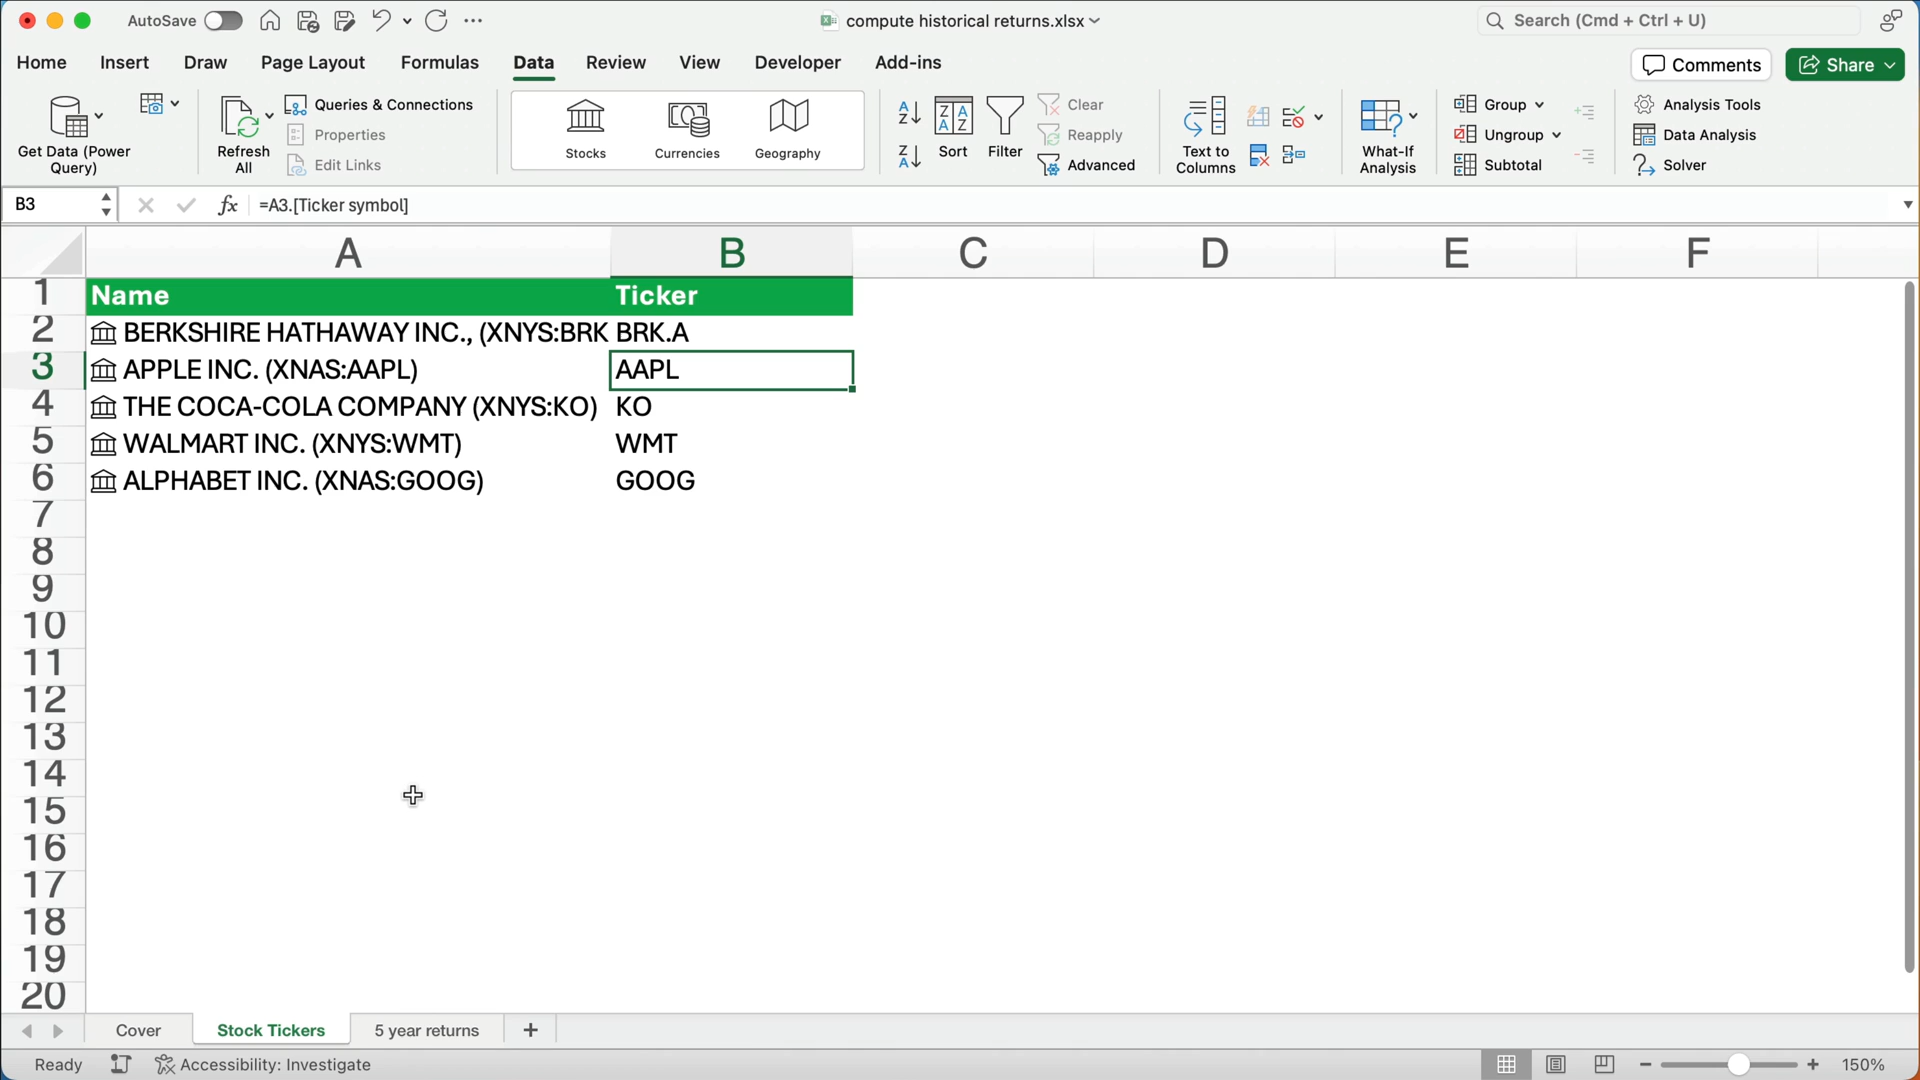 AutoSave
compute historical returns.xlsx
Search (Cmd + Ctrl + U)
Home Insert Draw Page Layout Formulas Data Review View Developer Add-ins
Comments
Share
Get Data (Power Query)
Refresh All
Queries & Connections
Properties
Edit Links
Stocks
Currencies
Geography
Sort
Filter
Clear
Reapply
Advanced
Text to Columns
What-If Analysis
Group
Ungroup
Subtotal
Analysis Tools
Data Analysis
Solver
B3
fx =A3.[Ticker symbol]
A B C D E F
1 Name Ticker
2 BERKSHIRE HATHAWAY INC., (XNYS:BRK BRK.A
3 APPLE INC. (XNAS:AAPL) AAPL
4 THE COCA-COLA COMPANY (XNYS:KO) KO
5 WALMART INC. (XNYS:WMT) WMT
6 ALPHABET INC. (XNAS:GOOG) GOOG
7
8
9
10
11
12
13
14
15
16
17
18
19
20
Cover Stock Tickers 5 year returns
Ready Accessibility: Investigate 150%